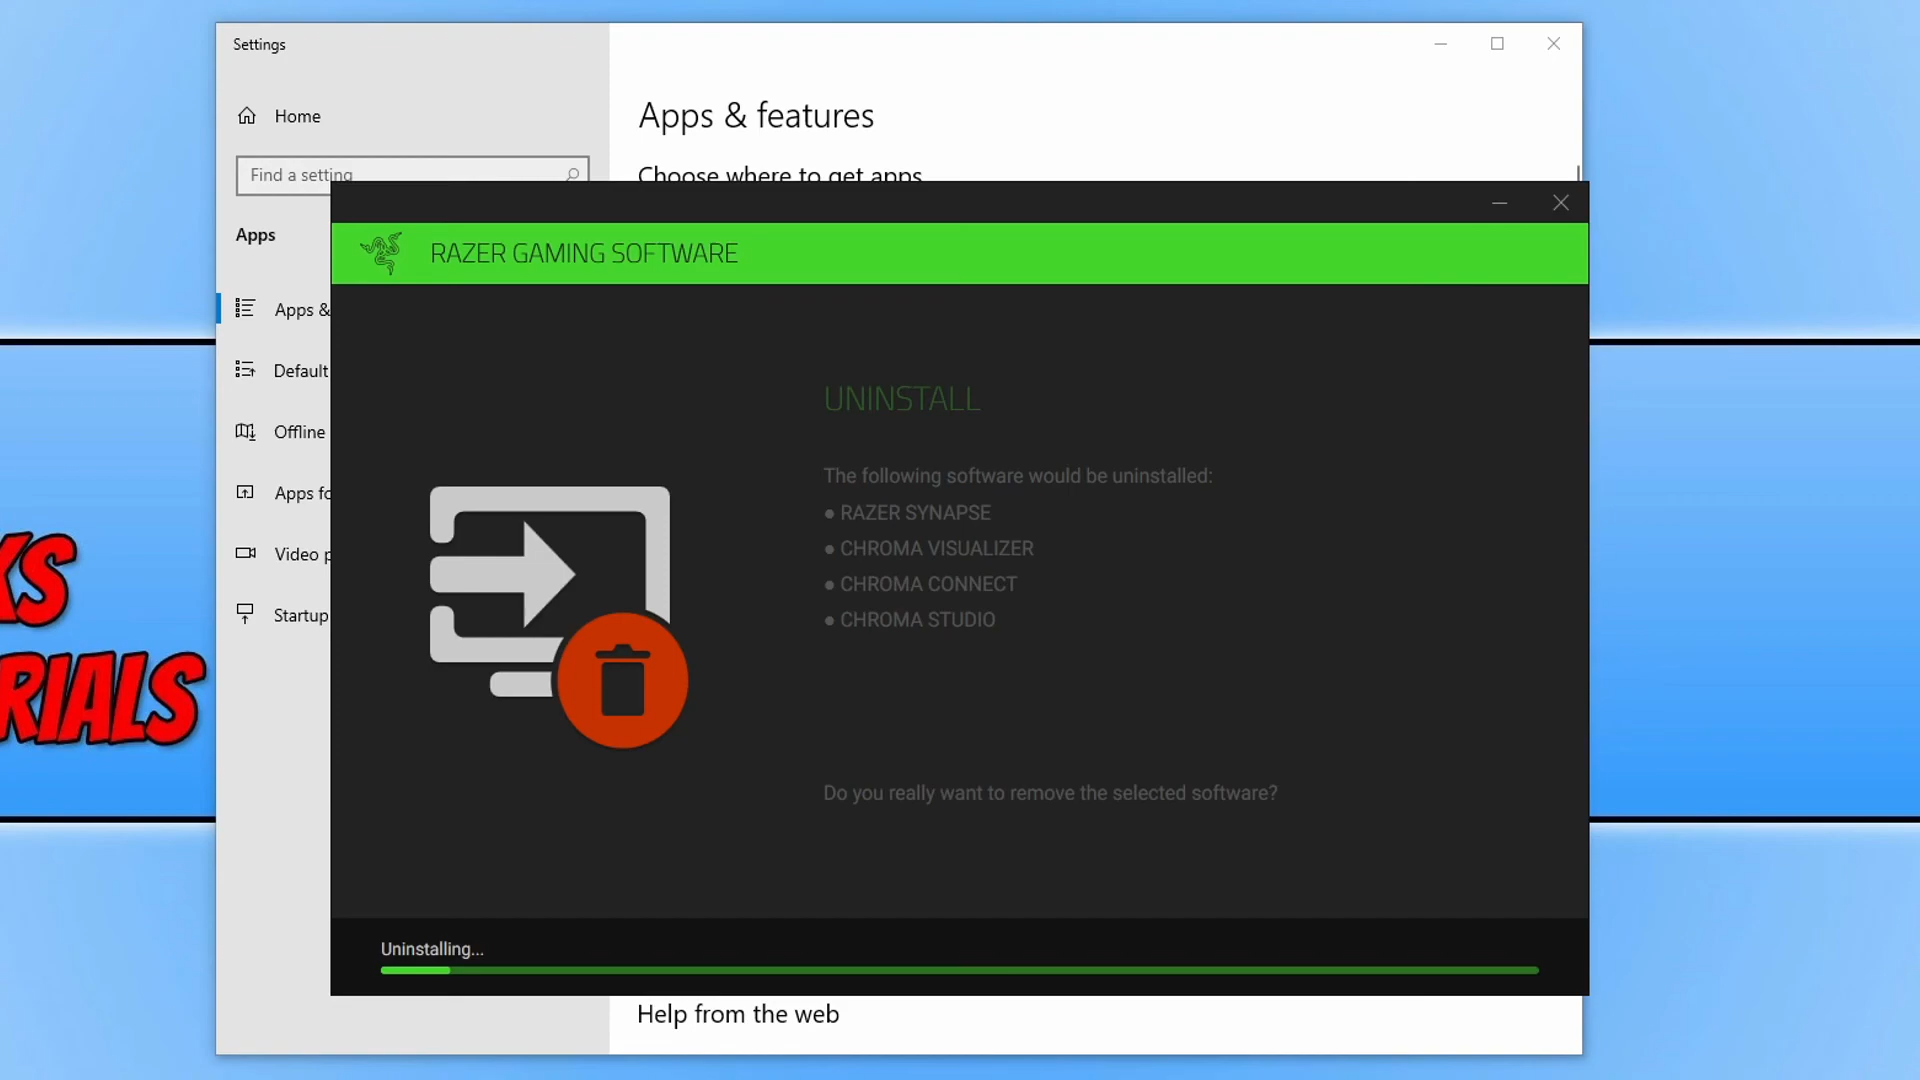 Settings
Home
Find a setting
Apps
Apps &
Default
Offline
Apps fo
Video p
Startup
Apps & features
Choose where to get apps
RAZER GAMING SOFTWARE
UNINSTALL
The following software would be uninstalled:
● RAZER SYNAPSE
● CHROMA VISUALIZER
● CHROMA CONNECT
● CHROMA STUDIO
Do you really want to remove the selected software?
Uninstalling...
Help from the web
KS
RIALS